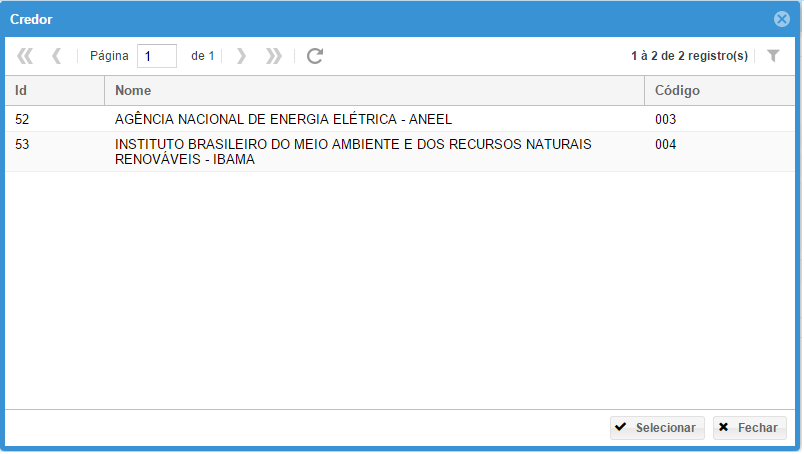 Credor
Página 1 de 1 1 à 2 de 2 registro(s)
Id Nome Código
52 AGÊNCIA NACIONAL DE ENERGIA ELÉTRICA - ANEEL 003
53 INSTITUTO BRASILEIRO DO MEIO AMBIENTE E DOS RECURSOS NATURAIS 004
RENOVÁVEIS - IBAMA
Selecionar Fechar